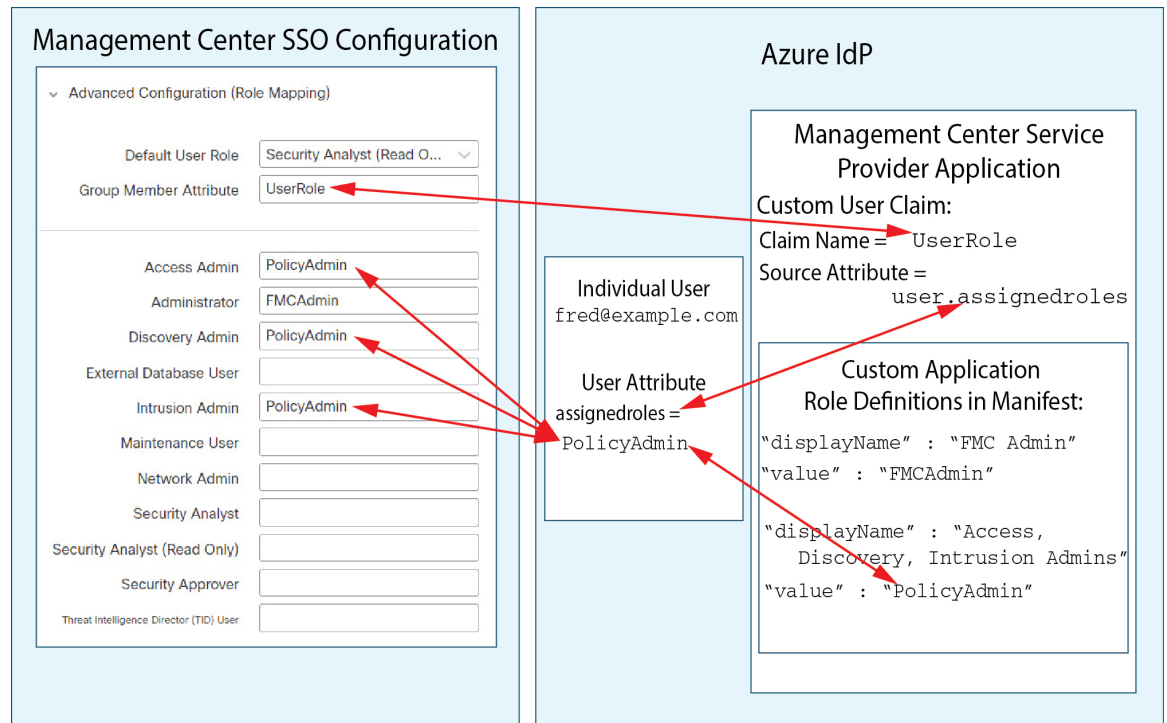 Management Center SSO Configuration
Advanced Configuration (Role Mapping)
Default User Role Security Analyst (Read O...
Group Member Attribute UserRole
Access Admin PolicyAdmin
Administrator FMCAdmin
Discovery Admin PolicyAdmin
External Database User
Intrusion Admin PolicyAdmin
Maintenance User
Network Admin
Security Analyst
Security Analyst (Read Only)
Security Approver
Threat Intelligence Director (TID) User
Azure IdP
Individual User
fred@example.com
User Attribute
assignedroles =
PolicyAdmin
Management Center Service
Provider Application
Custom User Claim:
Claim Name = UserRole
Source Attribute =
user.assignedroles
Custom Application
Role Definitions in Manifest:
“displayName” : “FMC Admin”
“value” : “FMCAdmin”
“displayName” : “Access,
Discovery, Intrusion Admins”
“value” : “PolicyAdmin”